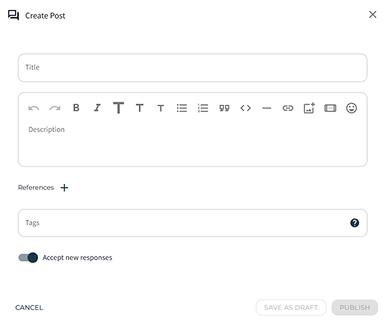 Create Post
Title
B I T T T
Description
References +
Tags ?
Accept new responses
CANCEL SAVE AS DRAFT PUBLISH